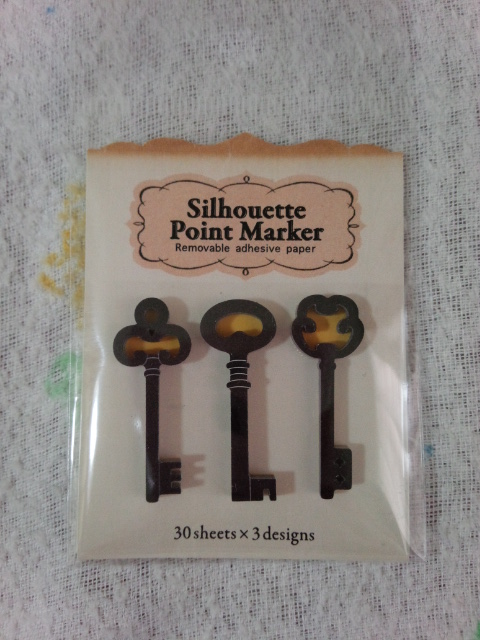 Silhouette
Point Marker
Removable adhesive paper
30 sheets × 3 designs